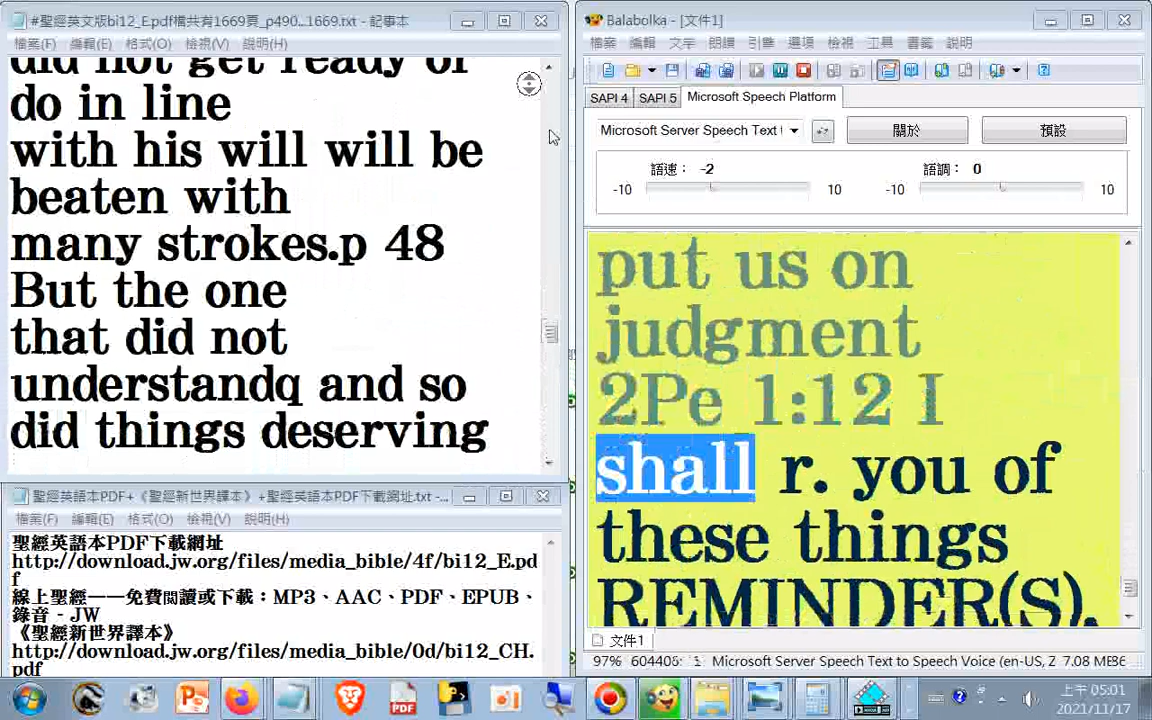 #聖經英文版bi12_E.pdf檔共有1669頁_p490...1669.txt - 記事本
檔案(F) 編輯(E) 格式(O) 檢視(V) 說明(H)
did not get ready or
do in line
with his will will be
beaten with
many strokes.p 48
But the one
that did not
understandq and so
did things deserving
聖經英語本PDF+《聖經新世界譯本》+聖經英語本PDF下載網址.txt -...
檔案(F) 編輯(E) 格式(O) 檢視(V) 說明(H)
聖經英語本PDF下載網址
http://download.jw.org/files/media_bible/4f/bi12_E.pd
f
線上聖經——免費閱讀或下載：MP3、AAC、PDF、EPUB、
錄音 - JW
《聖經新世界譯本》
http://download.jw.org/files/media_bible/0d/bi12_CH.
pdf
Balabolka - [文件1]
檔案 編輯 文字 朗讀 引擎 選項 檢視 工具 書籤 說明
SAPI 4 SAPI 5 Microsoft Speech Platform
Microsoft Server Speech Text 關於 預設
語速： -2 語調： 0
-10 10 -10 10
put us on
judgment
2Pe 1:12 I
shall r. you of
these things
REMINDER(S).
文件1
97% Microsoft Server Speech Text to Speech Voice (en-US, Z
PDF
上午 05:01
2021/11/17